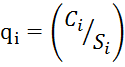 qᵢ = (Cᵢ/Sᵢ)